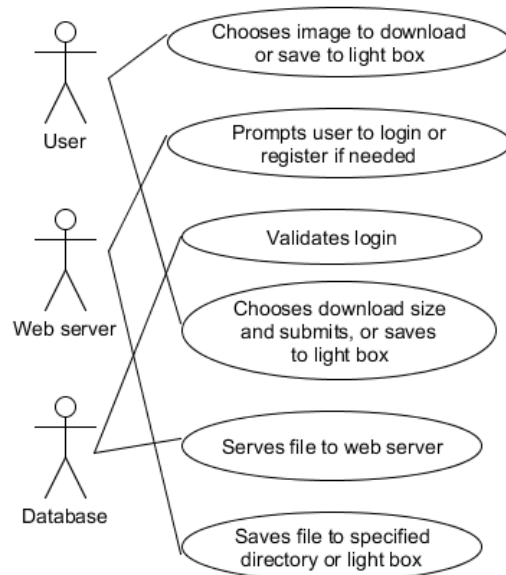 Chooses image to download
or save to light box
User
Prompts user to login or
register if needed
Validates login
Web server
Chooses download size
and submits, or saves
to light box
Serves file to web server
Database
Saves file to specified
directory or light box